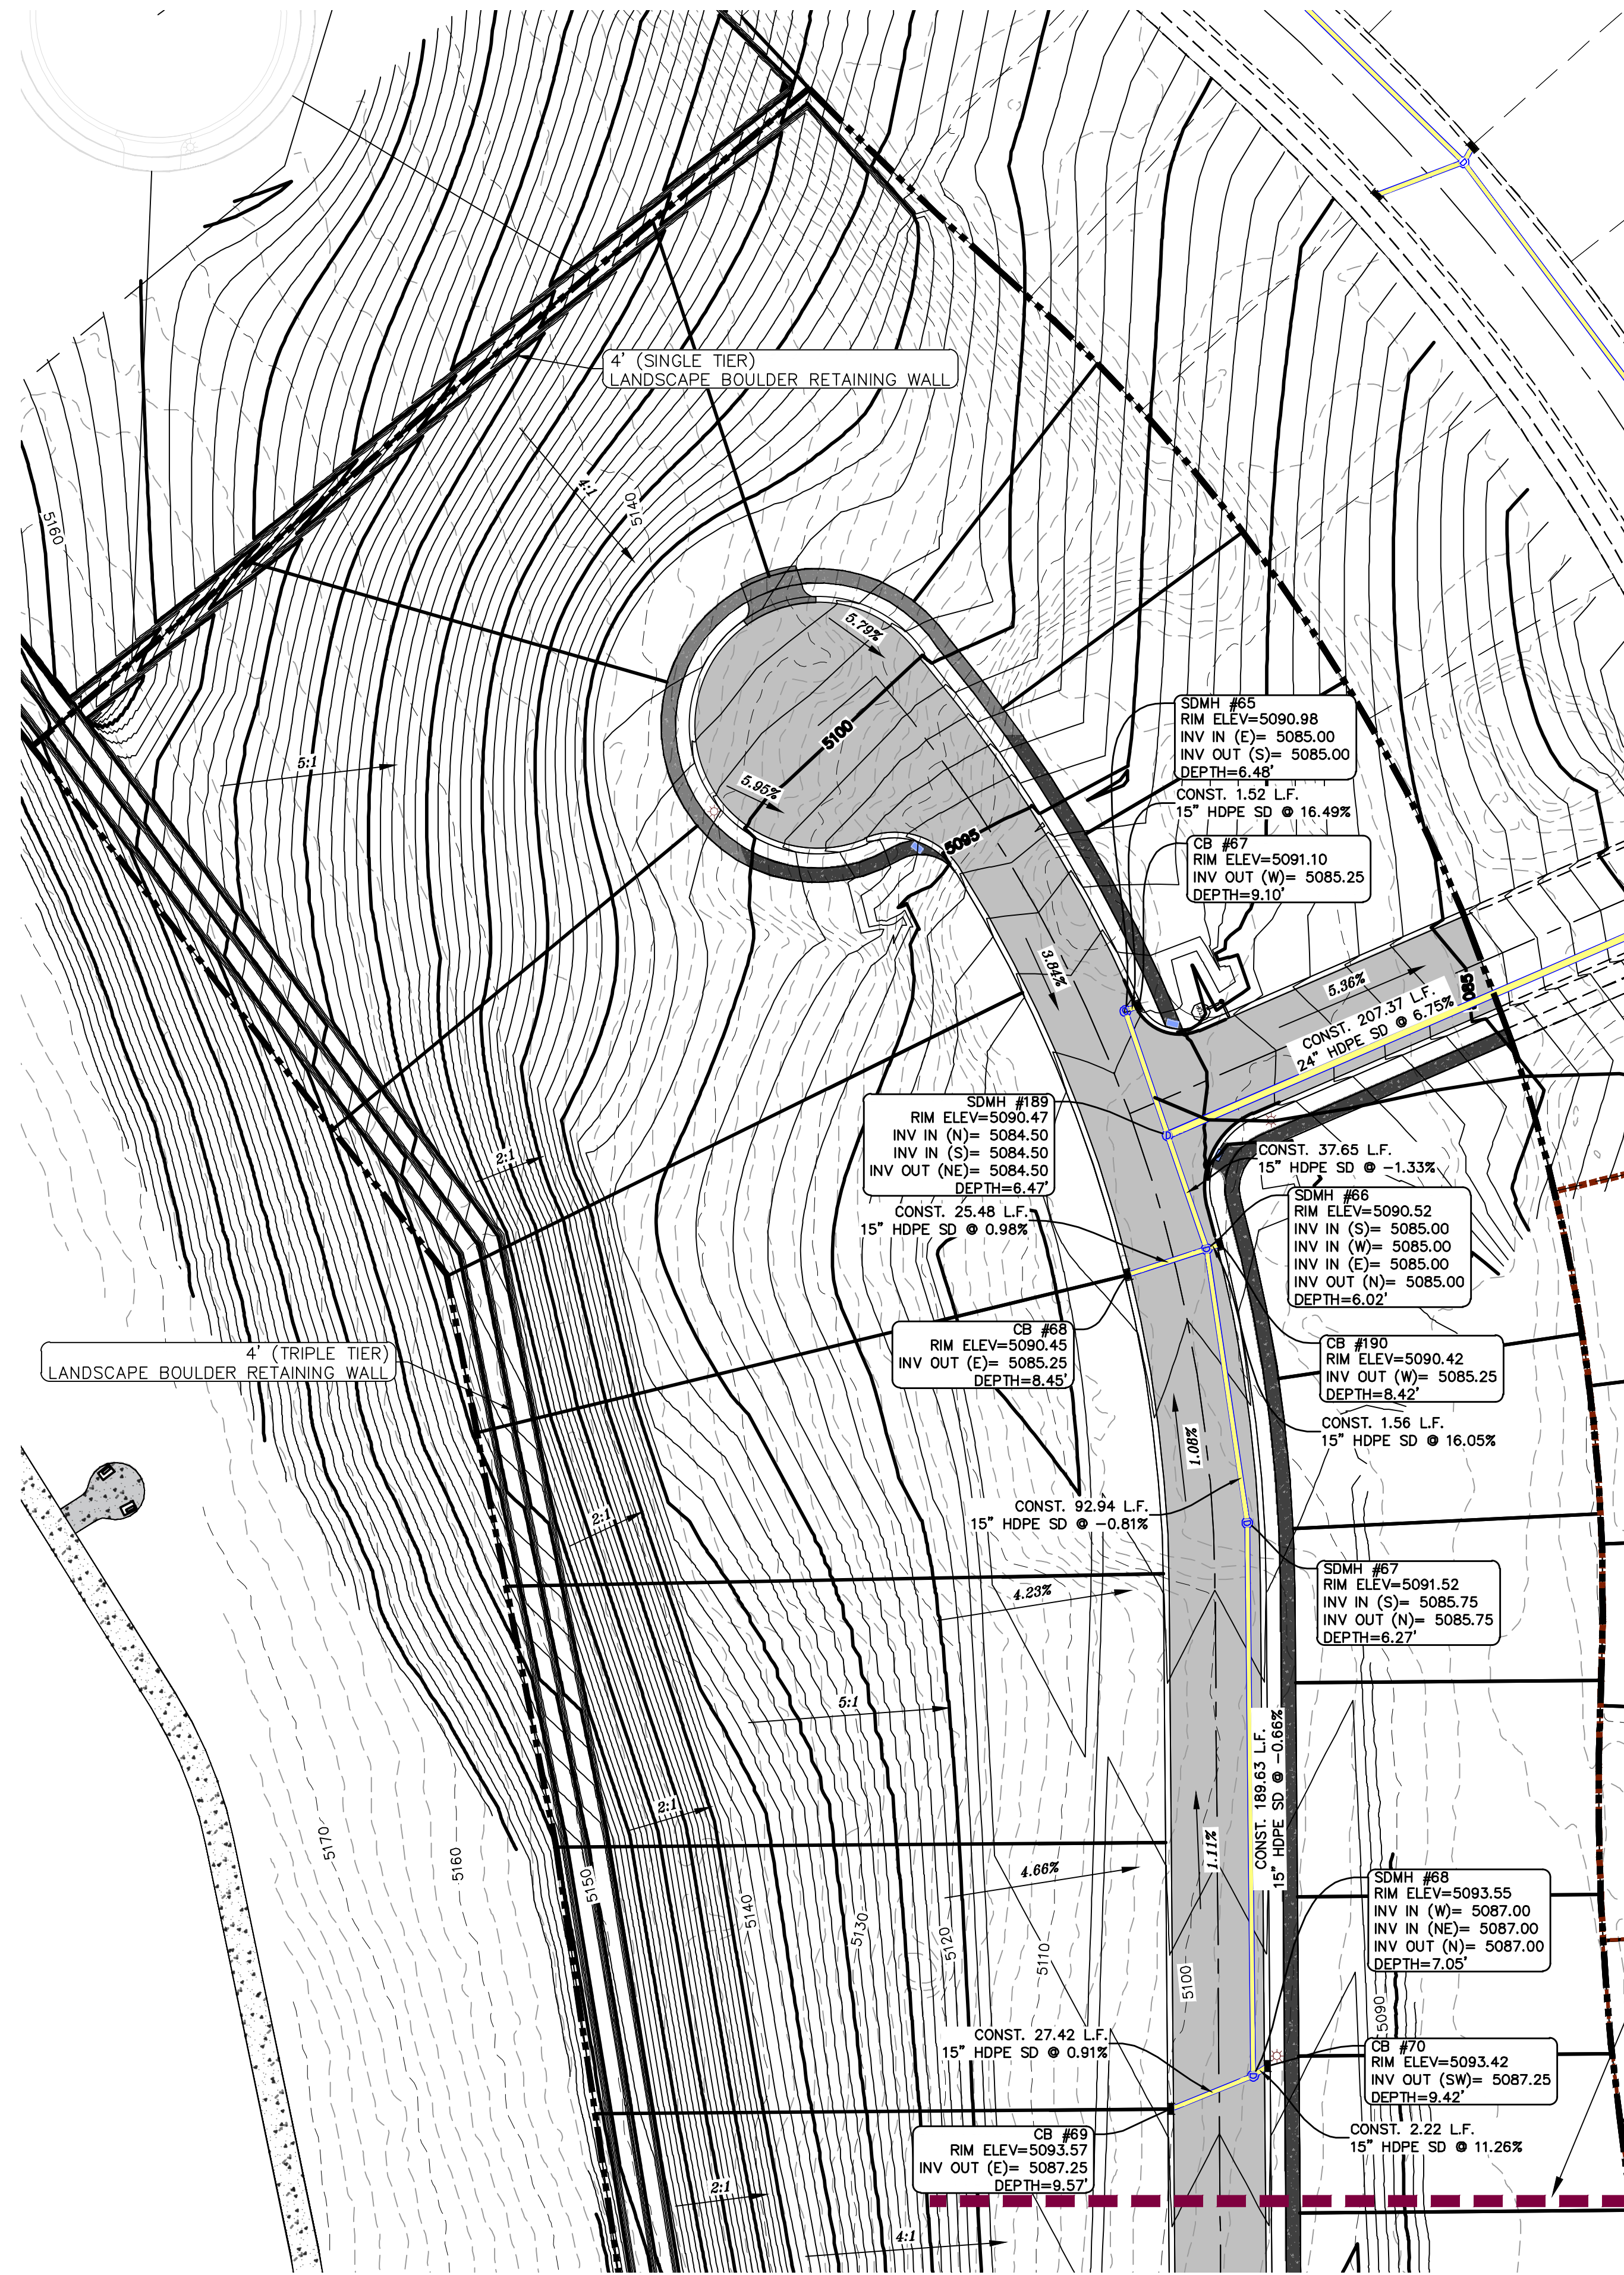 4' (SINGLE TIER)
LANDSCAPE BOULDER RETAINING WALL
5160
4:1
5140
5.79%
5100
5.95%
5:1
5095
SDMH #65
RIM ELEV=5090.98
INV IN (E)= 5085.00
INV OUT (S)= 5085.00
DEPTH=6.48'
CONST. 1.52 L.F.
15" HDPE SD @ 16.49%
CB #67
RIM ELEV=5091.10
INV OUT (W)= 5085.25
DEPTH=9.10'
3.84%
5.36%
CONST. 207.37 L.F.
24" HDPE SD @ 6.75%
SDMH #189
RIM ELEV=5090.47
INV IN (N)= 5084.50
INV IN (S)= 5084.50
INV OUT (NE)= 5084.50
DEPTH=6.47'
2:1
CONST. 37.65 L.F.
15" HDPE SD @ -1.33%
CONST. 25.48 L.F.
15" HDPE SD @ 0.98%
SDMH #66
RIM ELEV=5090.52
INV IN (S)= 5085.00
INV IN (W)= 5085.00
INV IN (E)= 5085.00
INV OUT (N)= 5085.00
DEPTH=6.02'
4' (TRIPLE TIER)
LANDSCAPE BOULDER RETAINING WALL
CB #68
RIM ELEV=5090.45
INV OUT (E)= 5085.25
DEPTH=8.45'
CB #190
RIM ELEV=5090.42
INV OUT (W)= 5085.25
DEPTH=8.42'
1.08%
CONST. 1.56 L.F.
15" HDPE SD @ 16.05%
2:1
CONST. 92.94 L.F.
15" HDPE SD @ -0.81%
SDMH #67
RIM ELEV=5091.52
INV IN (S)= 5085.75
INV OUT (N)= 5085.75
DEPTH=6.27'
4.23%
5:1
CONST. 189.63 L.F.
15" HDPE SD @ -0.66%
2:1
1.11%
4.66%
5170
5160
5150
5140
5130
5120
5110
5100
5090
SDMH #68
RIM ELEV=5093.55
INV IN (W)= 5087.00
INV IN (NE)= 5087.00
INV OUT (N)= 5087.00
DEPTH=7.05'
CONST. 27.42 L.F.
15" HDPE SD @ 0.91%
CB #70
RIM ELEV=5093.42
INV OUT (SW)= 5087.25
DEPTH=9.42'
CB #69
RIM ELEV=5093.57
INV OUT (E)= 5087.25
DEPTH=9.57'
CONST. 2.22 L.F.
15" HDPE SD @ 11.26%
2:1
4:1